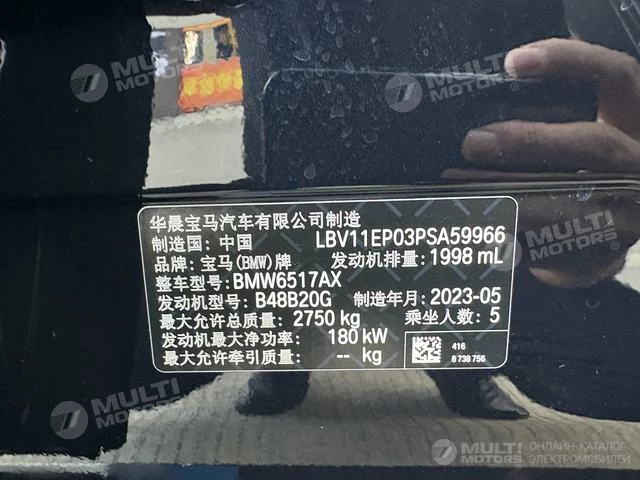 MULTI
MOTORS®
MULTI
MOTORS®
华晨宝马汽车有限公司制造
制造国: 中国 LBV11EP03PSA59966
品牌: 宝马(BMW)牌 发动机排量: 1998 mL
整车型号: BMW6517AX
发动机型号: B48B20G 制造年月: 2023-05
最大允许总质量: 2750 kg 乘坐人数: 5
发动机最大净功率: 180 kW
最大允许牵引质量: -- kg
416
8 738 756
MULTI
MOTORS®
MULTI
MOTORS®
MULTI
MOTORS®
ОНЛАЙН-КАТАЛОГ
ЭЛЕКТРОМОБИЛЕЙ